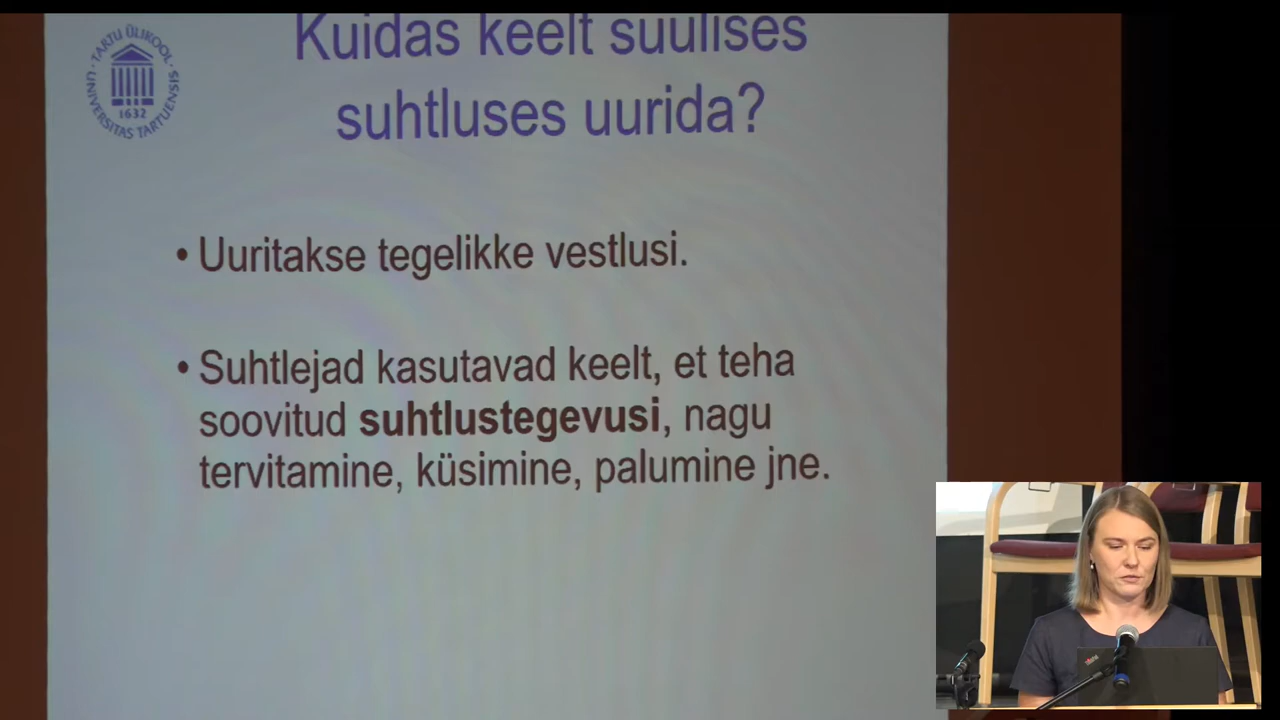 Kuidas keelt suulises
suhtluses uurida?
TARTU ÜLIKOOL
UNIVERSITAS TARTUENSIS
1632
• Uuritakse tegelikke vestlusi.
• Suhtlejad kasutavad keelt, et teha
soovitud suhtlustegevusi, nagu
tervitamine, küsimine, palumine jne.